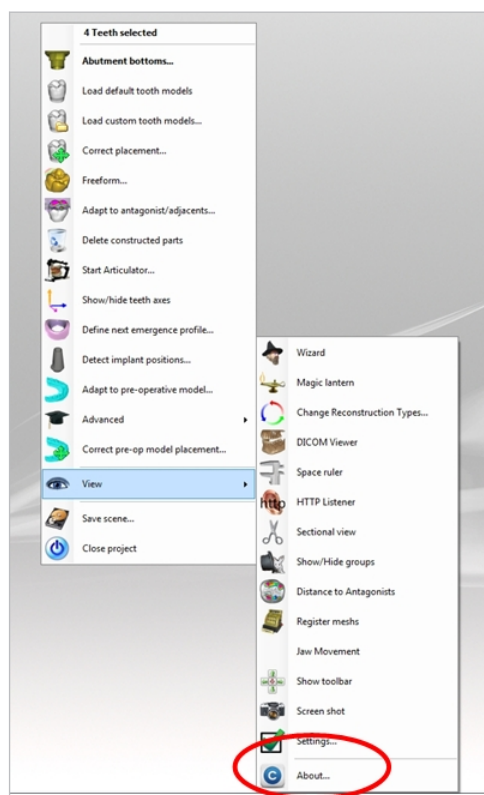 4 Teeth selected
Abutment bottoms...
Load default tooth models
Load custom tooth models...
Correct placement...
Freeform...
Adapt to antagonist/adjacents...
Delete constructed parts
Start Articulator...
Show/hide teeth axes
Define next emergence profile...
Detect implant positions...
Adapt to pre-operative model...
Advanced
Correct pre-op model placement...
View
Save scene...
Close project
Wizard
Magic lantern
Change Reconstruction Types...
DICOM Viewer
Space ruler
http HTTP Listener
Sectional view
Show/Hide groups
Distance to Antagonists
Register meshs
Jaw Movement
Show toolbar
Screen shot
Settings...
C About...